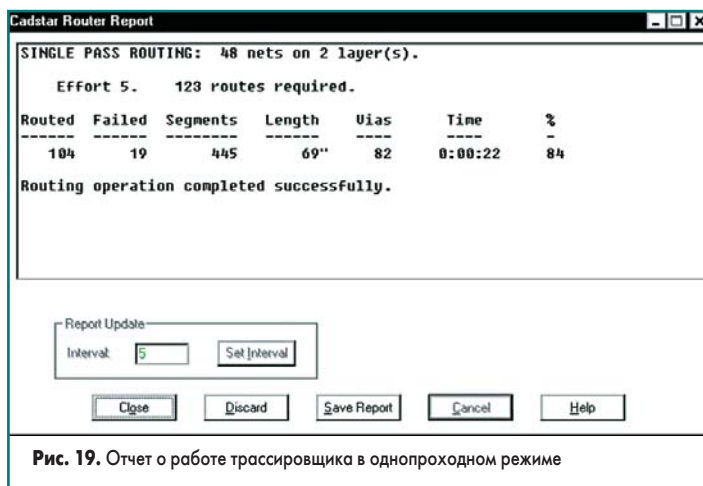 Cadstar Router Report
SINGLE PASS ROUTING: 48 nets on 2 layer(s).
Effort 5. 123 routes required.
Routed Failed Segments Length Vias Time %
------ ------ -------- ------ ---- ---- -
104 19 445 69" 82 0:00:22 84
Routing operation completed successfully.
Report Update
Interval: 5 Set Interval
Close Discard Save Report Cancel Help
Рис. 19. Отчет о работе трассировщика в однопроходном режиме